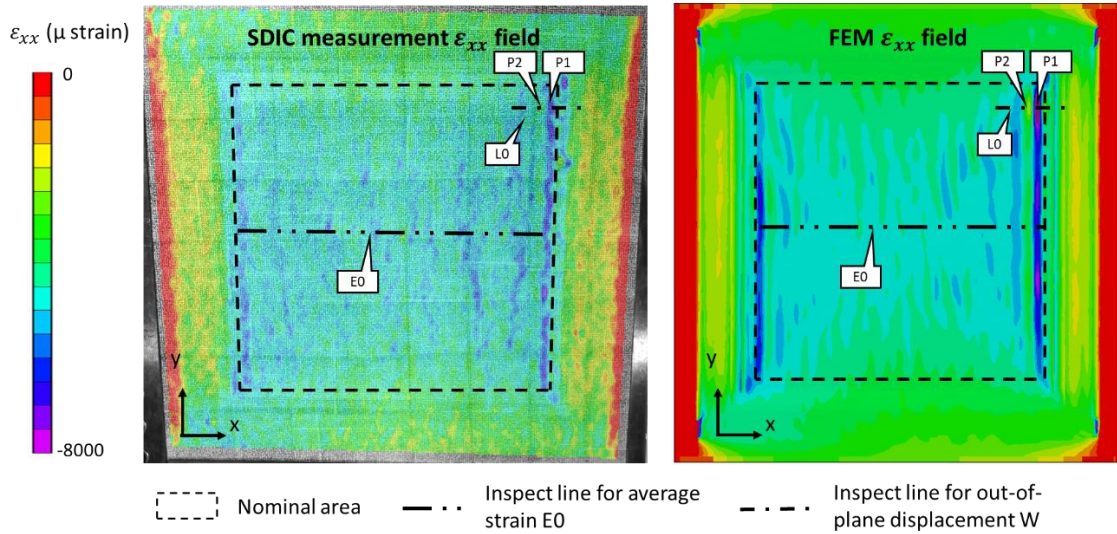 ε_xx (μ strain)
0
-8000
SDIC measurement ε_xx field
P2
P1
L0
E0
y
x
FEM ε_xx field
P2
P1
L0
E0
y
x
Nominal area
Inspect line for average
strain E0
Inspect line for out-of-
plane displacement W